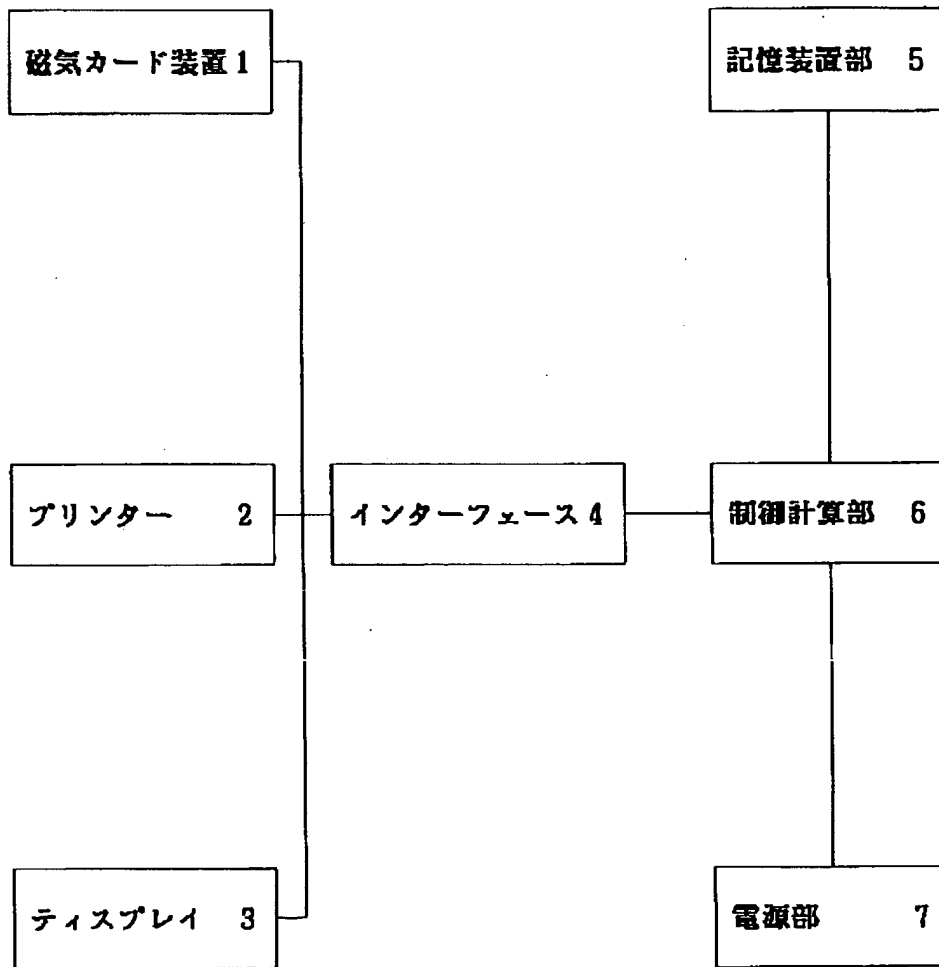 磁気カード装置 1
記憶装置部 5
プリンター 2
インターフェース 4
制御計算部 6
ティスプレイ 3
電源部 7